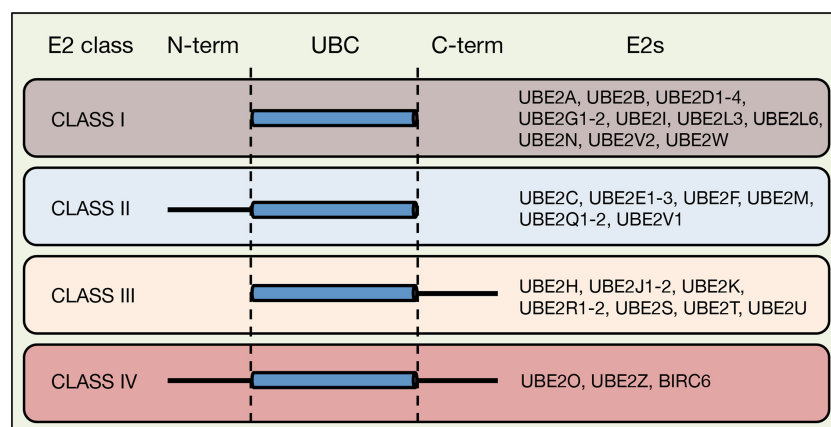 E2 class N-term UBC C-term E2s
CLASS I
UBE2A, UBE2B, UBE2D1-4,
UBE2G1-2, UBE2I, UBE2L3, UBE2L6,
UBE2N, UBE2V2, UBE2W
CLASS II
UBE2C, UBE2E1-3, UBE2F, UBE2M,
UBE2Q1-2, UBE2V1
CLASS III
UBE2H, UBE2J1-2, UBE2K,
UBE2R1-2, UBE2S, UBE2T, UBE2U
CLASS IV
UBE2O, UBE2Z, BIRC6